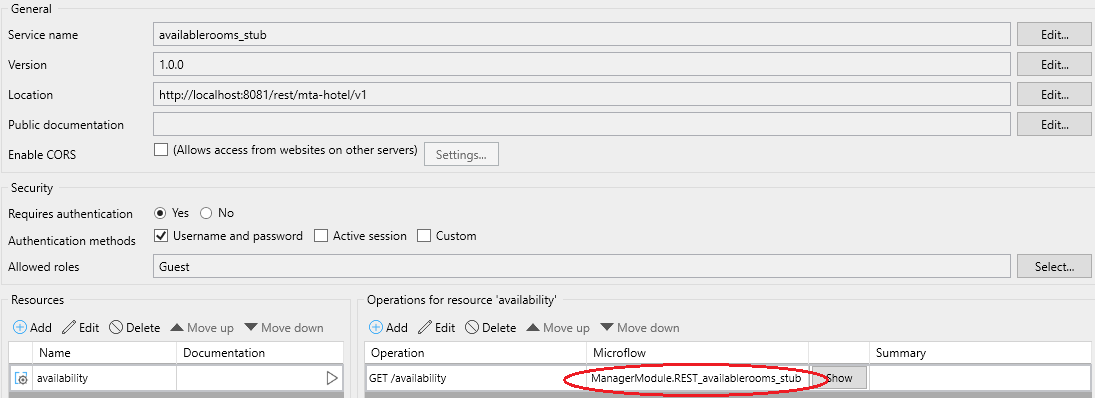 General
Service name availablerooms_stub Edit...
Version 1.0.0 Edit...
Location http://localhost:8081/rest/mta-hotel/v1 Edit...
Public documentation Edit...
Enable CORS (Allows access from websites on other servers) Settings...
Security
Requires authentication Yes No
Authentication methods Username and password Active session Custom
Allowed roles Guest Select...
Resources
Add Edit Delete Move up Move down
Name Documentation
availability
Operations for resource 'availability'
Add Edit Delete Move up Move down
Operation Microflow Summary
GET /availability ManagerModule.REST_availablerooms_stub Show